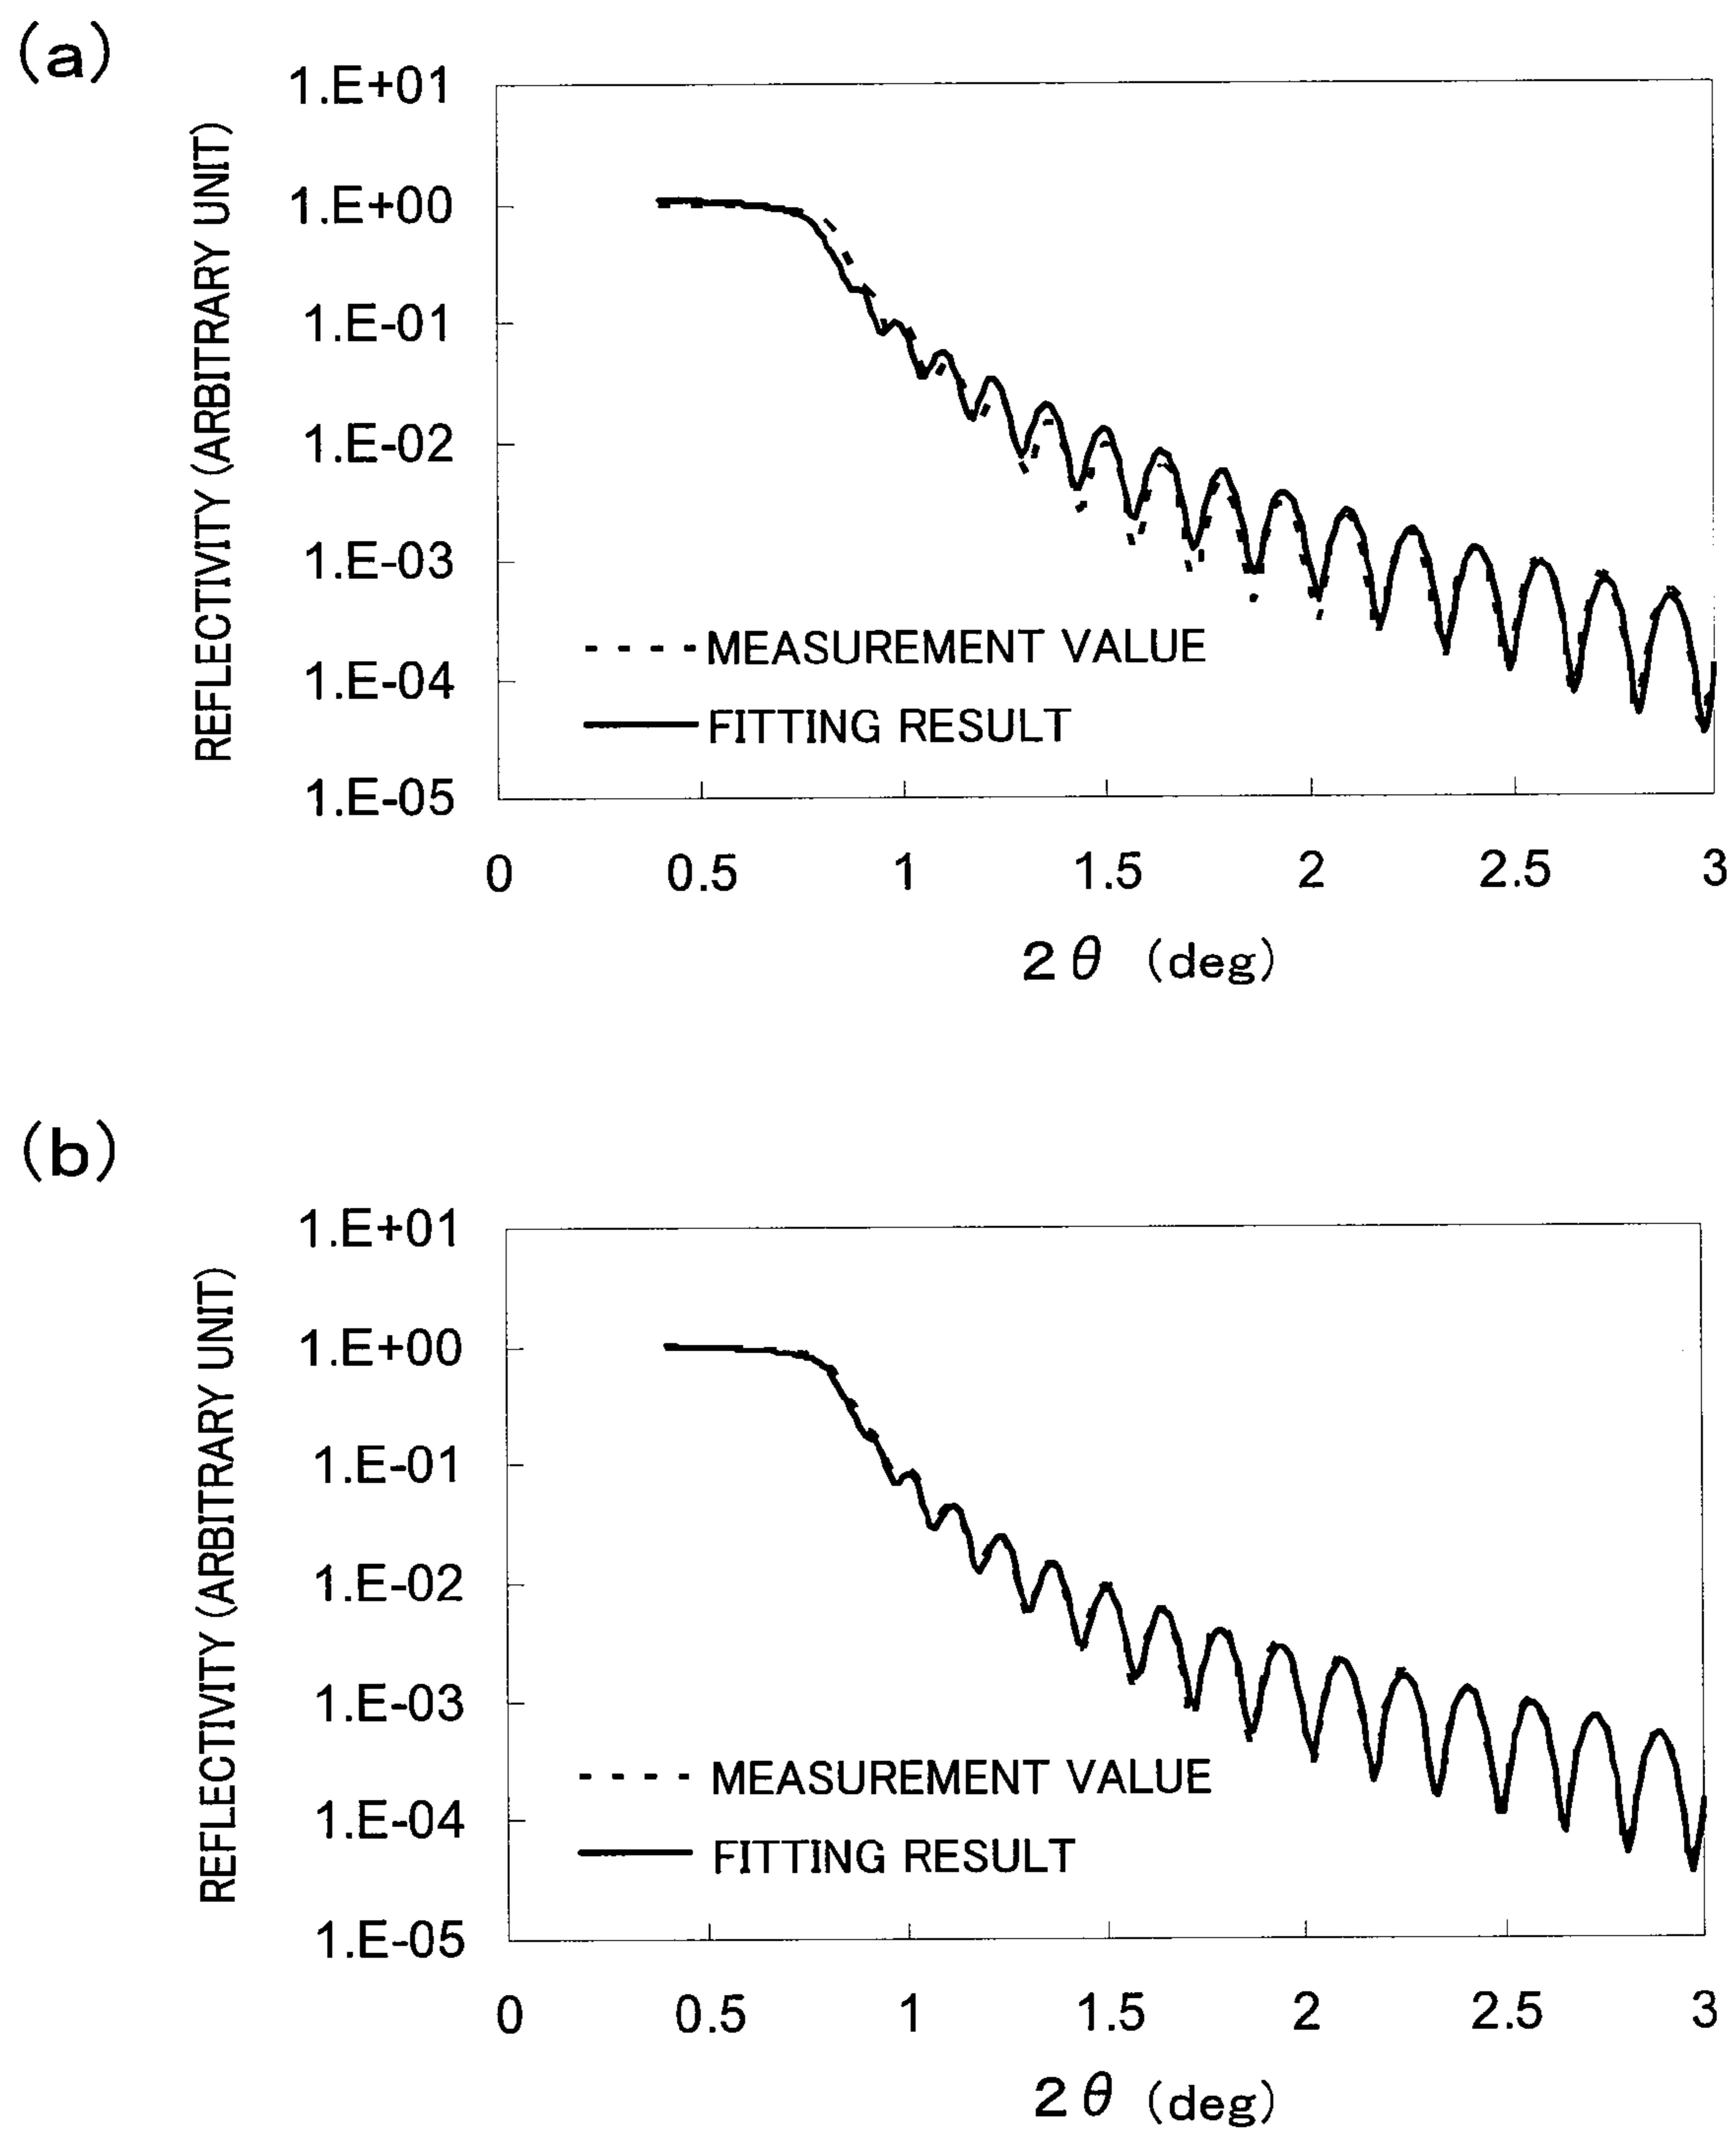 (a)
REFLECTIVITY (ARBITRARY UNIT)
1.E+01
1.E+00
1.E-01
1.E-02
1.E-03
1.E-04
1.E-05
MEASUREMENT VALUE
FITTING RESULT
0 0.5 1 1.5 2 2.5 3
2θ (deg)
(b)
REFLECTIVITY (ARBITRARY UNIT)
1.E+01
1.E+00
1.E-01
1.E-02
1.E-03
1.E-04
1.E-05
MEASUREMENT VALUE
FITTING RESULT
0 0.5 1 1.5 2 2.5 3
2θ (deg)